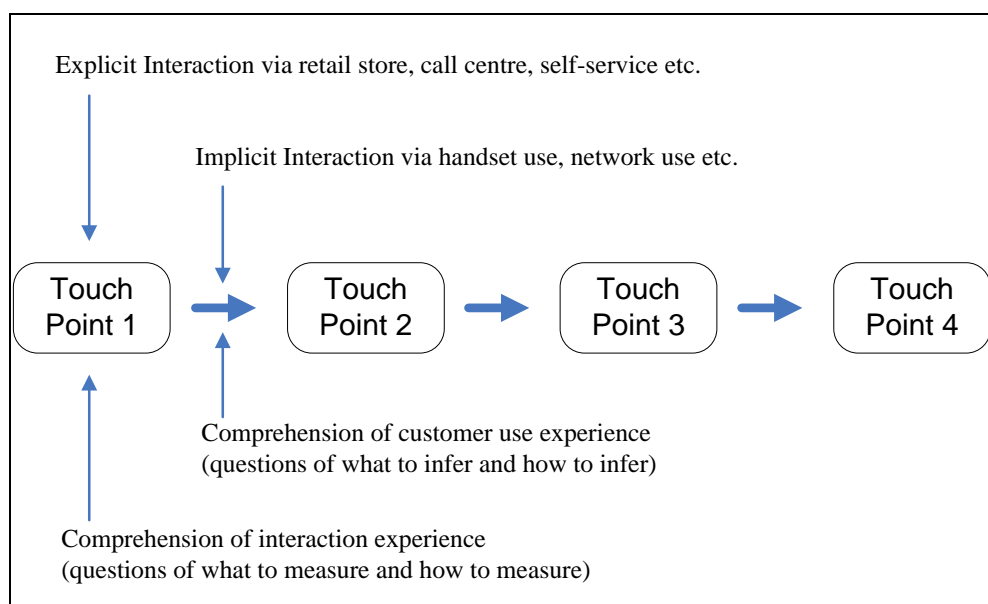 Explicit Interaction via retail store, call centre, self-service etc.
Implicit Interaction via handset use, network use etc.
Touch
Point 1
Touch
Point 2
Touch
Point 3
Touch
Point 4
Comprehension of customer use experience
(questions of what to infer and how to infer)
Comprehension of interaction experience
(questions of what to measure and how to measure)